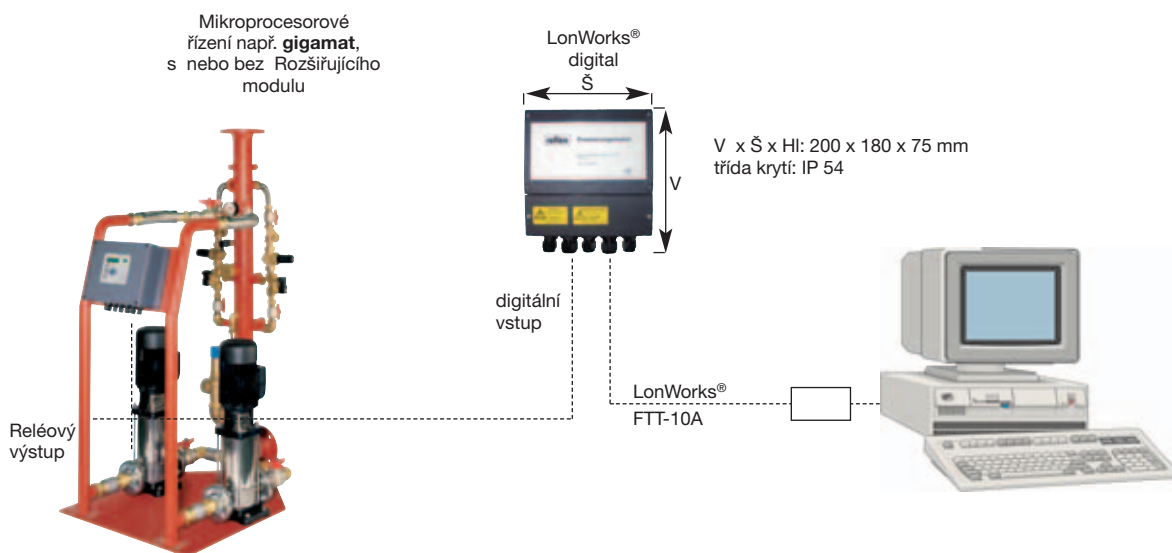 Mikroprocesorové
řízení např. gigamat,
s nebo bez Rozšiřujícího
modulu
LonWorks®
digital
Š
V
V x Š x Hl: 200 x 180 x 75 mm
třída krytí: IP 54
digitální
vstup
LonWorks®
FTT-10A
Reléový
výstup
reflex